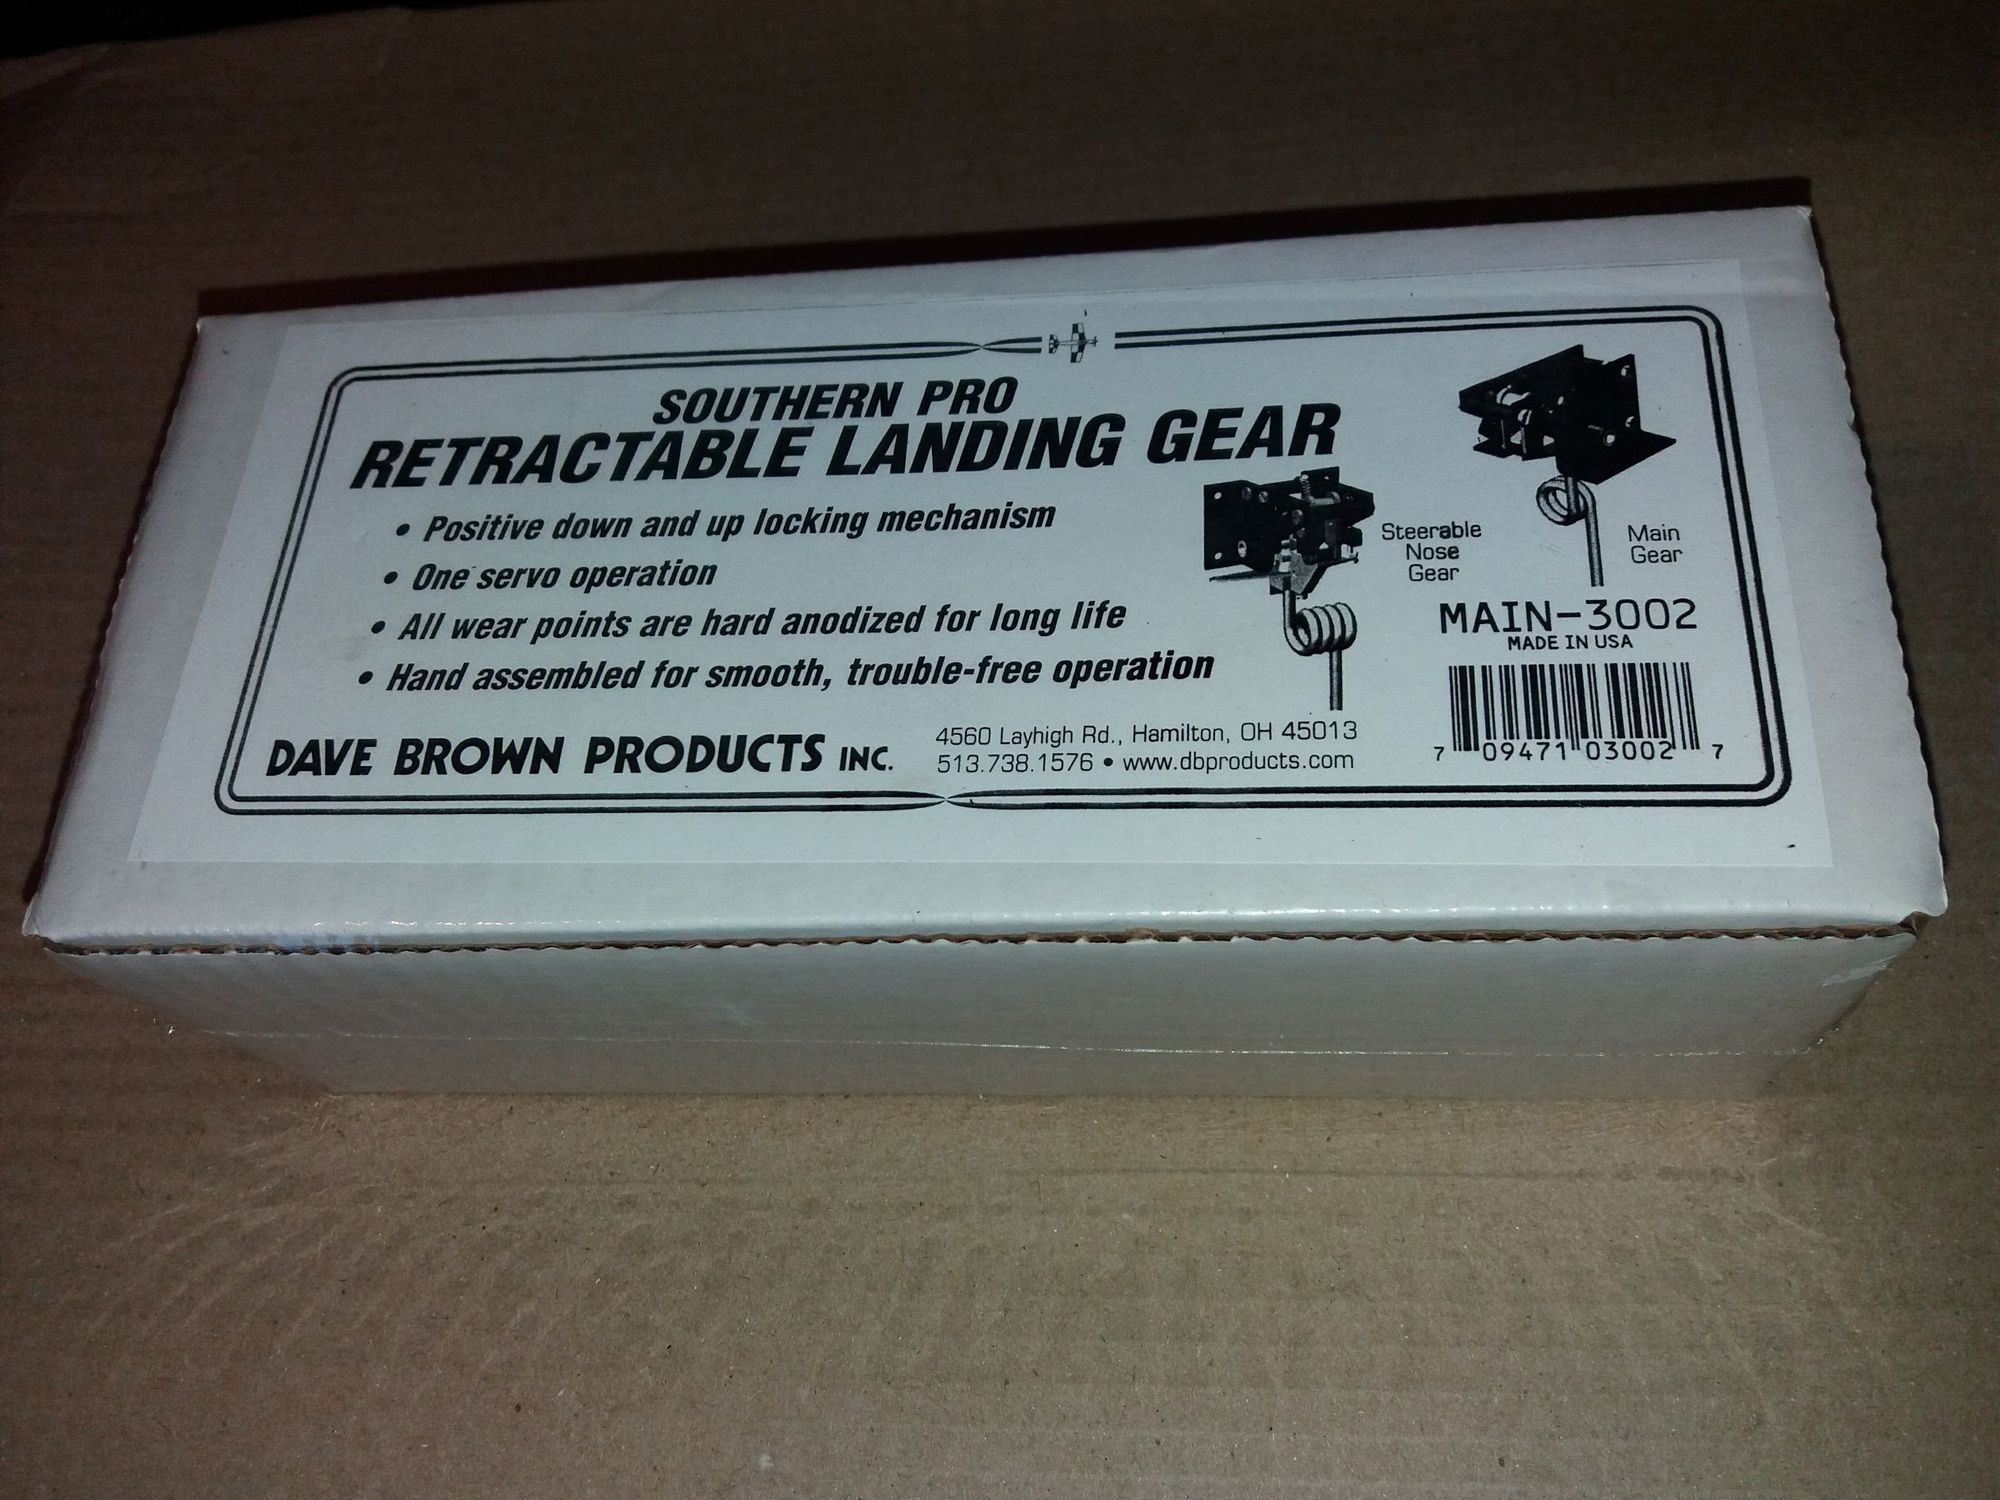 SOUTHERN PRO
RETRACTABLE LANDING GEAR
• Positive down and up locking mechanism
• One servo operation
• All wear points are hard anodized for long life
• Hand assembled for smooth, trouble-free operation
Steerable
Nose
Gear
Main
Gear
MAIN-3002
MADE IN USA
7 09471 03002 7
DAVE BROWN PRODUCTS INC.
4560 Layhigh Rd., Hamilton, OH 45013
513.738.1576 • www.dbproducts.com